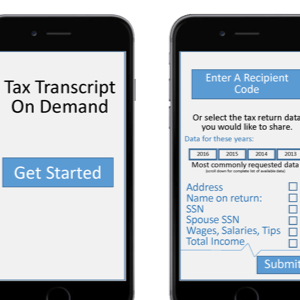 Tax Transcript
On Demand
Get Started
Enter A Recipient
Code
Or select the tax return data
you would like to share.
Data for these years:
2016 2015 2014 2013
Most commonly requested data
(scroll down for complete list of available data)
Address
Name on return:
SSN
Spouse SSN
Wages, Salaries, Tips
Total Income
Submit